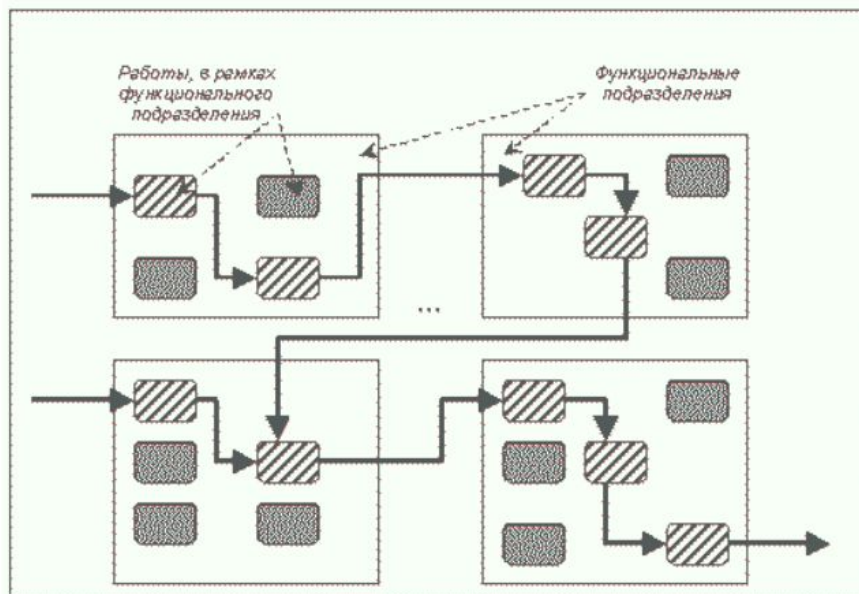 Работы, в рамках
функционального
подразделения
Функциональные
подразделения
...